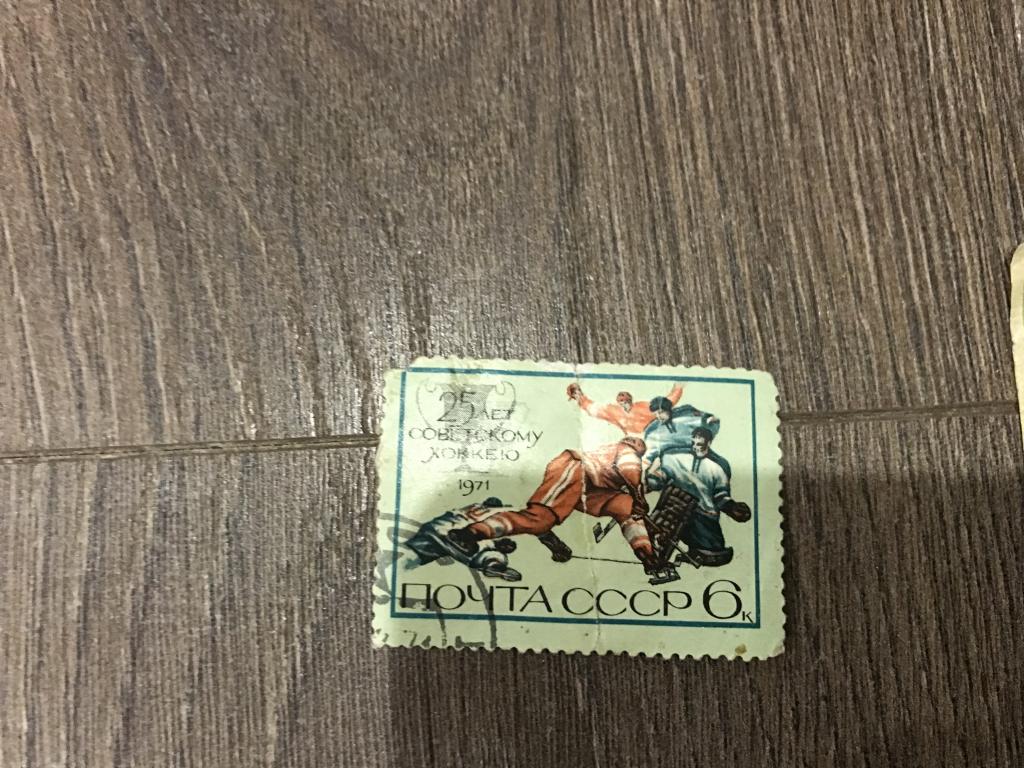 25 ЛЕТ
СОВЕТСКОМУ
ХОККЕЮ
1971
ПОЧТА СССР 6к